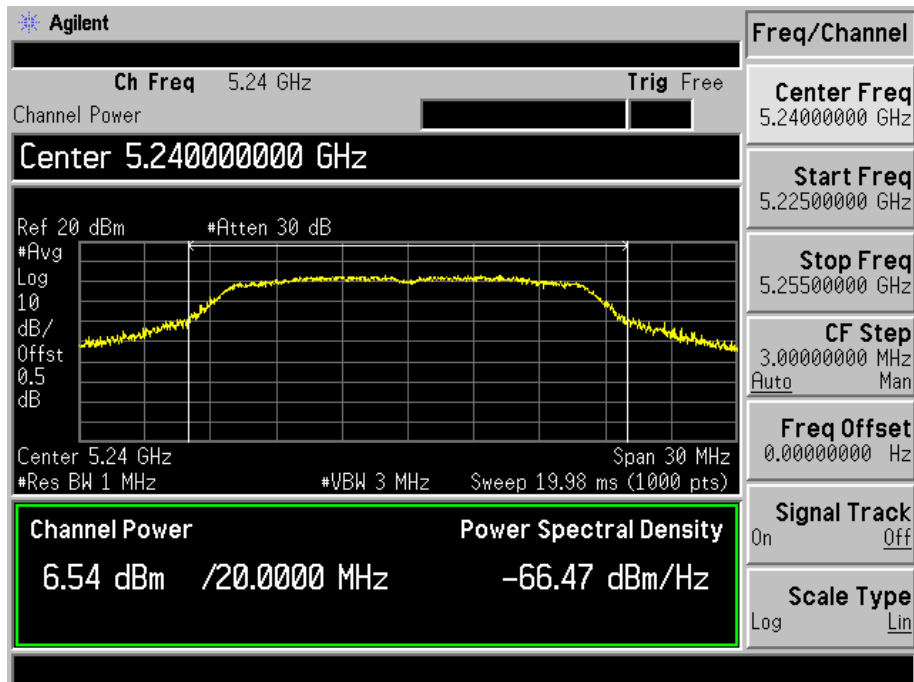 Agilent
Freq/Channel
Ch Freq 5.24 GHz Trig Free
Channel Power
Center 5.240000000 GHz
Ref 20 dBm #Atten 30 dB
#Avg
Log
10
dB/
Offst
0.5
dB
Center 5.24 GHz Span 30 MHz
#Res BW 1 MHz #VBW 3 MHz Sweep 19.98 ms (1000 pts)
Channel Power Power Spectral Density
6.54 dBm /20.0000 MHz -66.47 dBm/Hz
Center Freq
5.24000000 GHz
Start Freq
5.22500000 GHz
Stop Freq
5.25500000 GHz
CF Step
3.00000000 MHz
Auto Man
Freq Offset
0.00000000 Hz
Signal Track
On Off
Scale Type
Log Lin